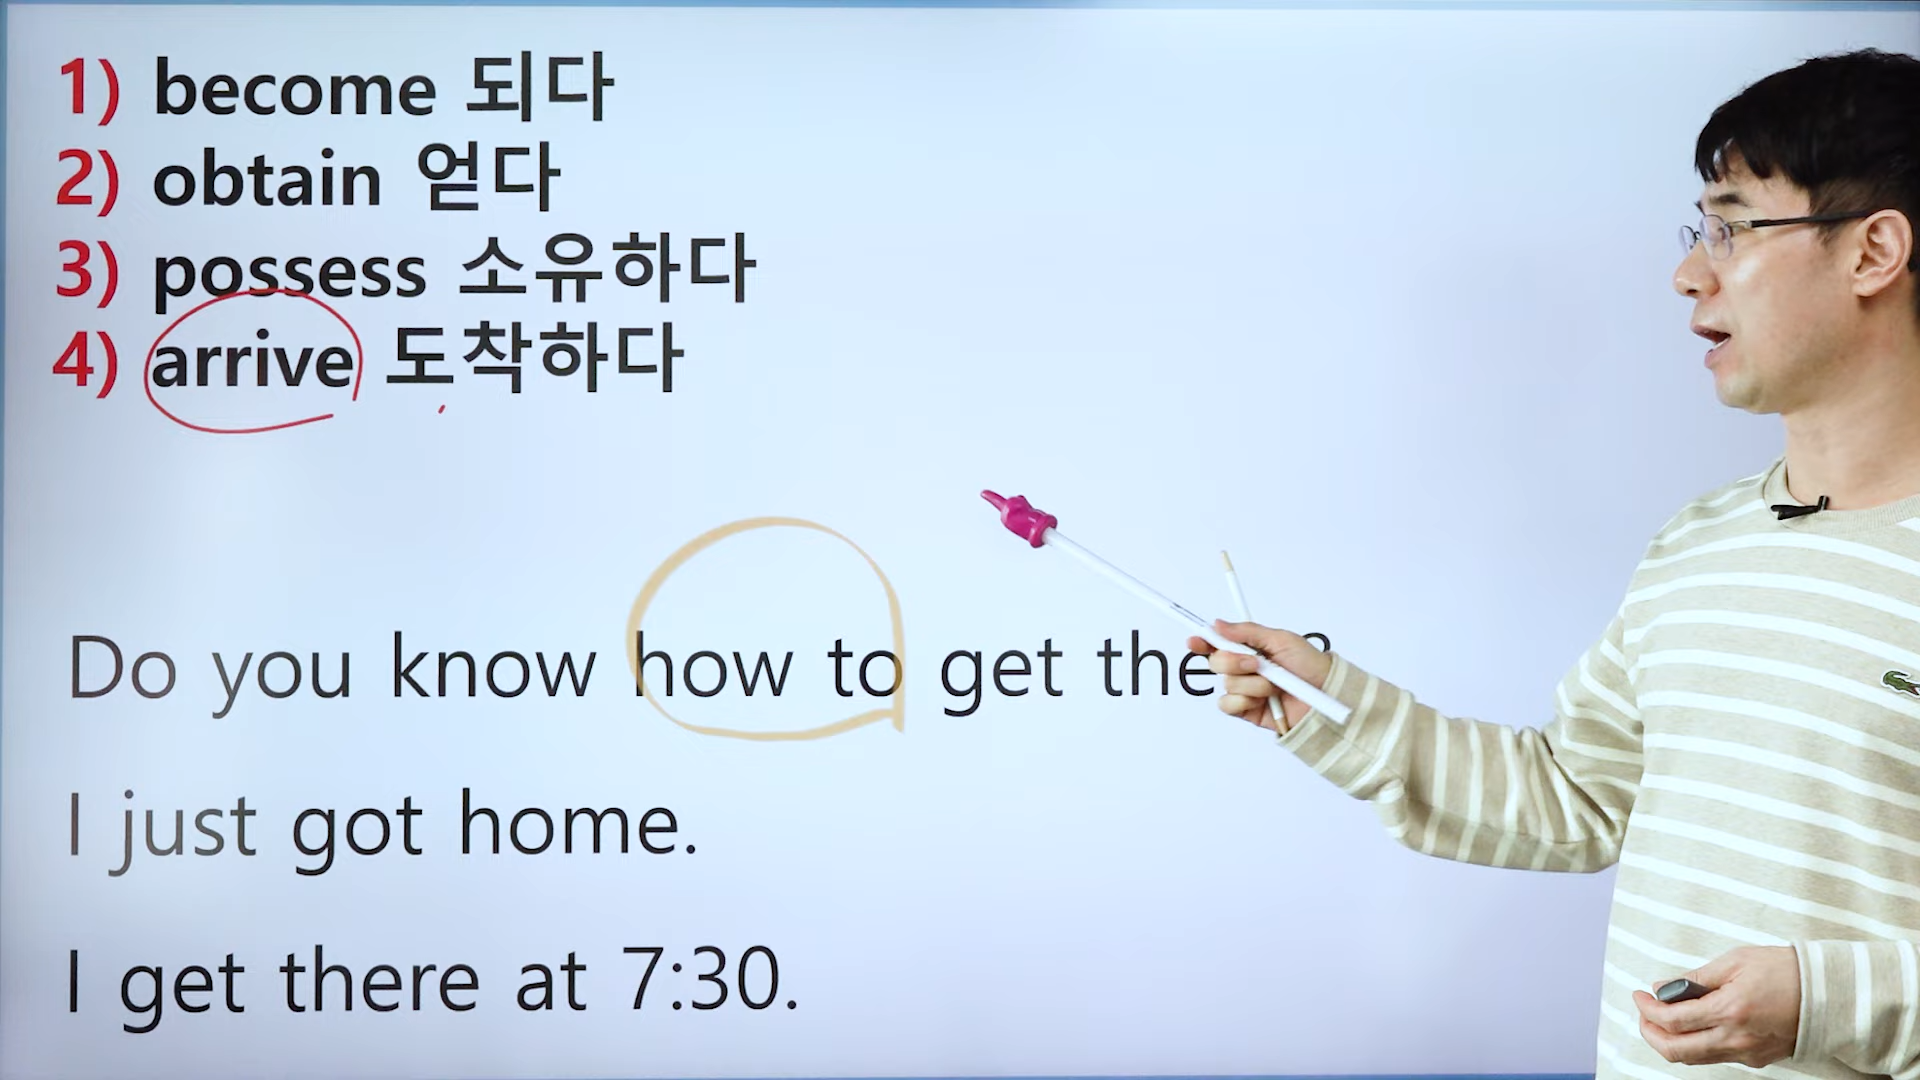 1) become 되다
2) obtain 얻다
3) possess 소유하다
4) arrive 도착하다
Do you know how to get the ?
I just got home.
I get there at 7:30.